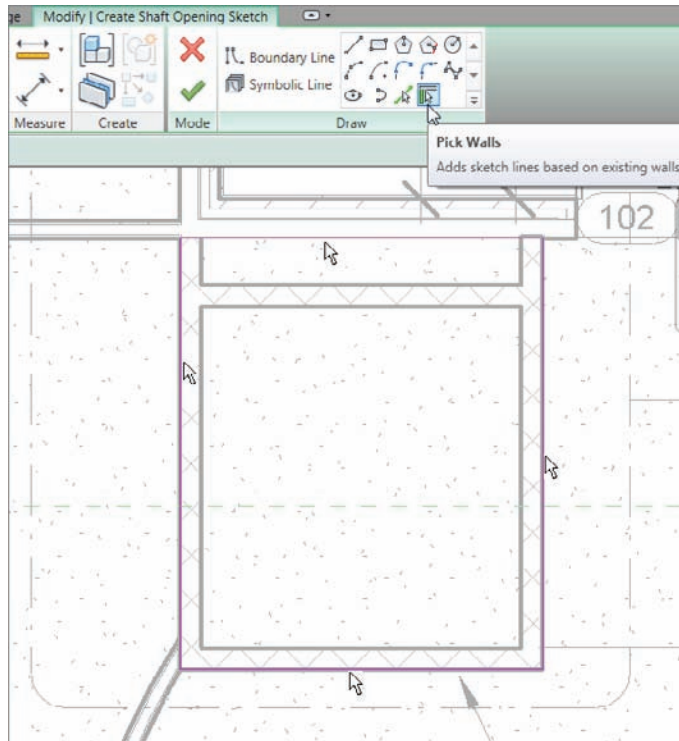 ge Modify | Create Shaft Opening Sketch
Boundary Line
Symbolic Line
Measure Create Mode Draw
Pick Walls
Adds sketch lines based on existing walls
102